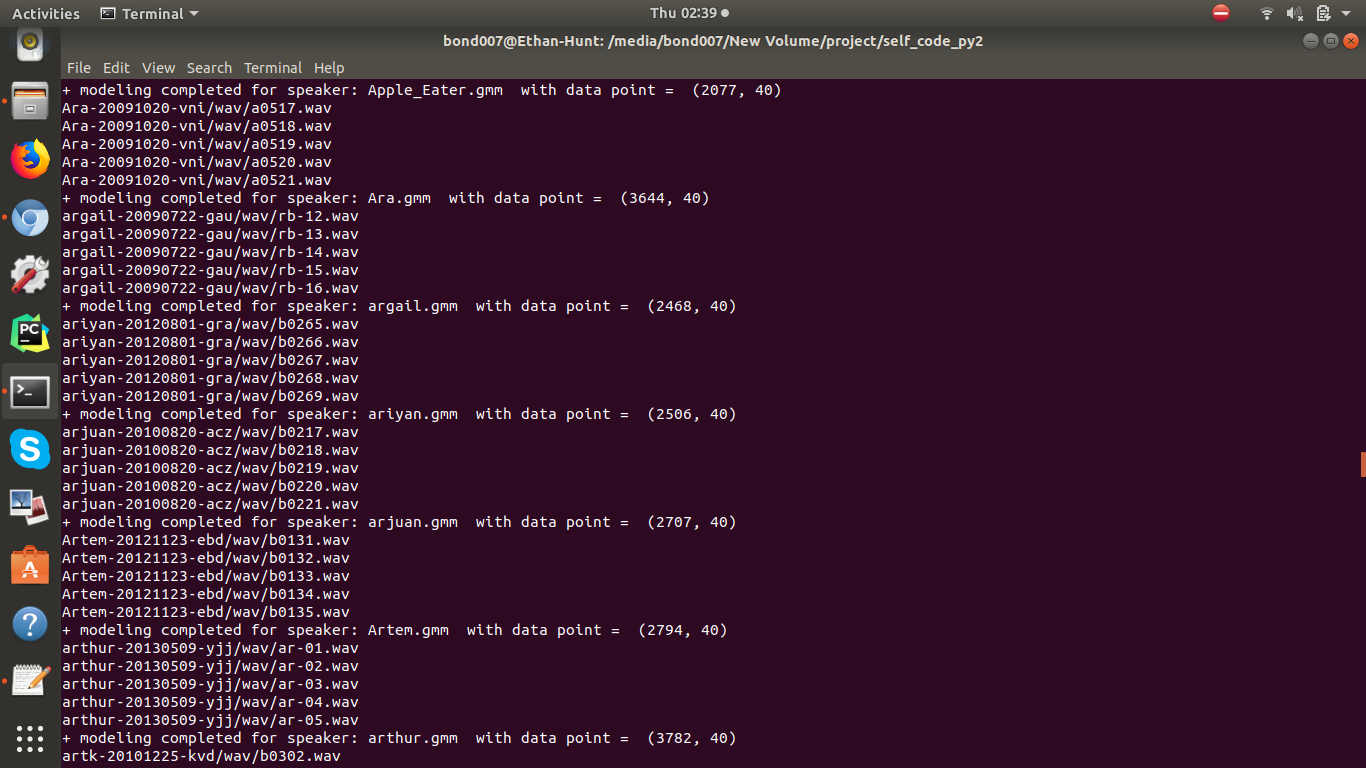 Activities Terminal Thu 02:39
bond007@Ethan-Hunt: /media/bond007/New Volume/project/self_code_py2
File Edit View Search Terminal Help
+ modeling completed for speaker: Apple_Eater.gmm  with data point =  (2077, 40)
Ara-20091020-vni/wav/a0517.wav
Ara-20091020-vni/wav/a0518.wav
Ara-20091020-vni/wav/a0519.wav
Ara-20091020-vni/wav/a0520.wav
Ara-20091020-vni/wav/a0521.wav
+ modeling completed for speaker: Ara.gmm  with data point =  (3644, 40)
argail-20090722-gau/wav/rb-12.wav
argail-20090722-gau/wav/rb-13.wav
argail-20090722-gau/wav/rb-14.wav
argail-20090722-gau/wav/rb-15.wav
argail-20090722-gau/wav/rb-16.wav
+ modeling completed for speaker: argail.gmm  with data point =  (2468, 40)
ariyan-20120801-gra/wav/b0265.wav
ariyan-20120801-gra/wav/b0266.wav
ariyan-20120801-gra/wav/b0267.wav
ariyan-20120801-gra/wav/b0268.wav
ariyan-20120801-gra/wav/b0269.wav
+ modeling completed for speaker: ariyan.gmm  with data point =  (2506, 40)
arjuan-20100820-acz/wav/b0217.wav
arjuan-20100820-acz/wav/b0218.wav
arjuan-20100820-acz/wav/b0219.wav
arjuan-20100820-acz/wav/b0220.wav
arjuan-20100820-acz/wav/b0221.wav
+ modeling completed for speaker: arjuan.gmm  with data point =  (2707, 40)
Artem-20121123-ebd/wav/b0131.wav
Artem-20121123-ebd/wav/b0132.wav
Artem-20121123-ebd/wav/b0133.wav
Artem-20121123-ebd/wav/b0134.wav
Artem-20121123-ebd/wav/b0135.wav
+ modeling completed for speaker: Artem.gmm  with data point =  (2794, 40)
arthur-20130509-yjj/wav/ar-01.wav
arthur-20130509-yjj/wav/ar-02.wav
arthur-20130509-yjj/wav/ar-03.wav
arthur-20130509-yjj/wav/ar-04.wav
arthur-20130509-yjj/wav/ar-05.wav
+ modeling completed for speaker: arthur.gmm  with data point =  (3782, 40)
artk-20101225-kvd/wav/b0302.wav
PC
S
A
?